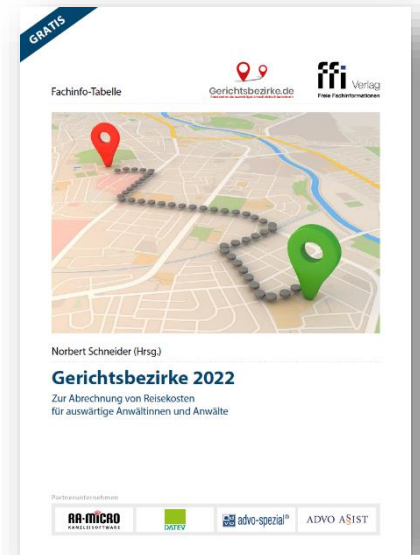 GRATIS
Fachinfo-Tabelle
Gerichtsbezirke.de
ffi Verlag
Freie Fachinformationen
Norbert Schneider (Hrsg.)
Gerichtsbezirke 2022
Zur Abrechnung von Reisekosten
für auswärtige Anwältinnen und Anwälte
Partnerunternehmen
RA-MICRO
KANZLEISOFTWARE
DATEV
advo-spezial®
ADVO ASSIST